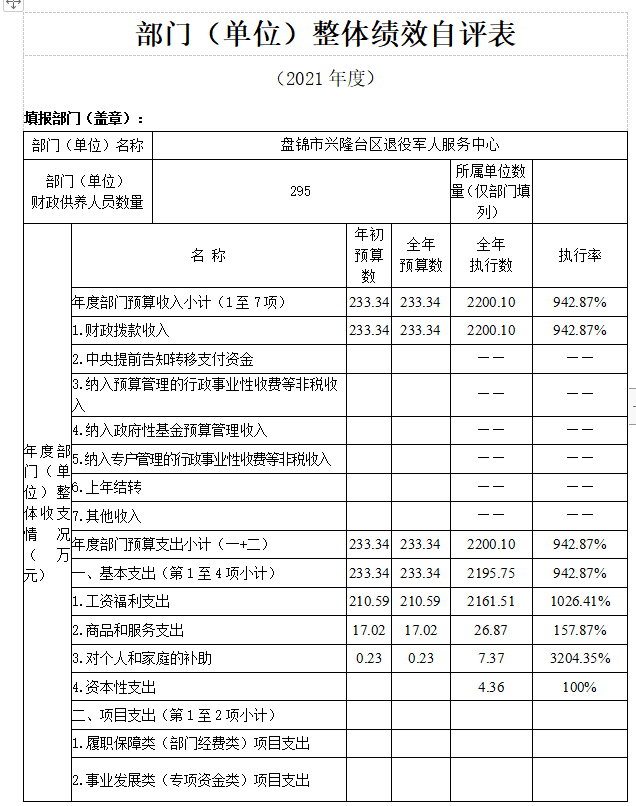 部门（单位）整体绩效自评表
（2021 年度）
填报部门（盖章）：
部门（单位）名称 盘锦市兴隆台区退役军人服务中心
部门（单位）
财政供养人员数量
295
所属单位数
量（仅部门填
列）
年度部
门（单
位）整
体收支
情况
（万
元）
名 称
年初
预算
数
全年
预算数
全年
执行数
执行率
年度部门预算收入小计（1 至 7 项） 233.34 233.34 2200.10 942.87%
1.财政拨款收入 233.34 233.34 2200.10 942.87%
2.中央提前告知转移支付资金 －－ －－
3.纳入预算管理的行政事业性收费等非税收
入 －－ －－
4.纳入政府性基金预算管理收入 －－ －－
5.纳入专户管理的行政事业性收费等非税收入 －－ －－
6.上年结转 －－ －－
7.其他收入 －－ －－
年度部门预算支出小计（一+二） 233.34 233.34 2200.10 942.87%
一、基本支出（第 1 至 4 项小计） 233.34 233.34 2195.75 942.87%
1.工资福利支出 210.59 210.59 2161.51 1026.41%
2.商品和服务支出 17.02 17.02 26.87 157.87%
3.对个人和家庭的补助 0.23 0.23 7.37 3204.35%
4.资本性支出 4.36 100%
二、项目支出（第 1 至 2 项小计）
1.履职保障类（部门经费类）项目支出
2.事业发展类（专项资金类）项目支出